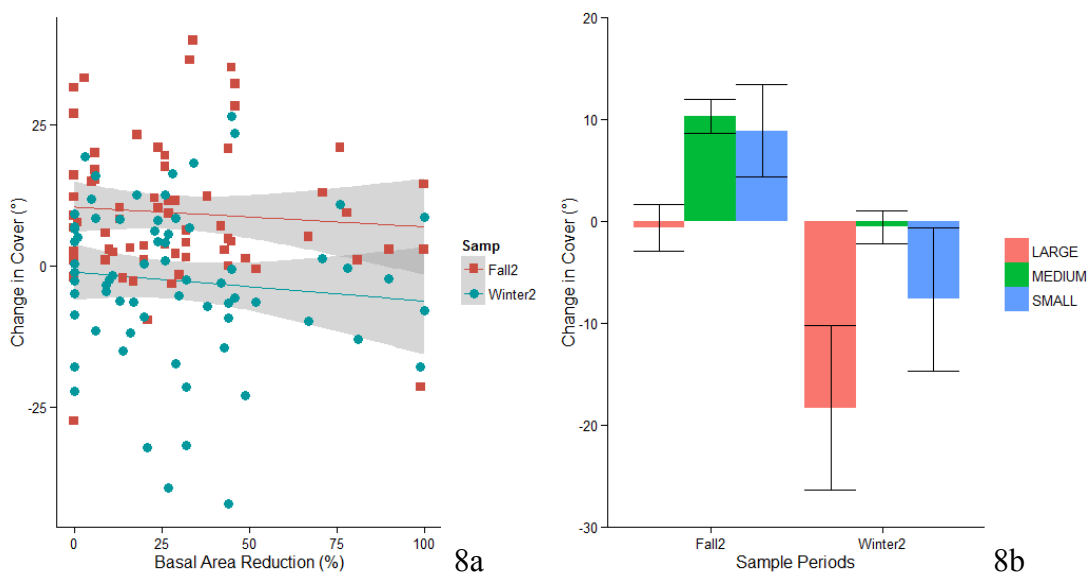 Change in Cover (°)
25
0
-25
0
25
50
75
100
Basal Area Reduction (%)
Samp
Fall2
Winter2
8a
Change in Cover (°)
20
10
0
-10
-20
-30
Fall2
Winter2
Sample Periods
LARGE
MEDIUM
SMALL
8b